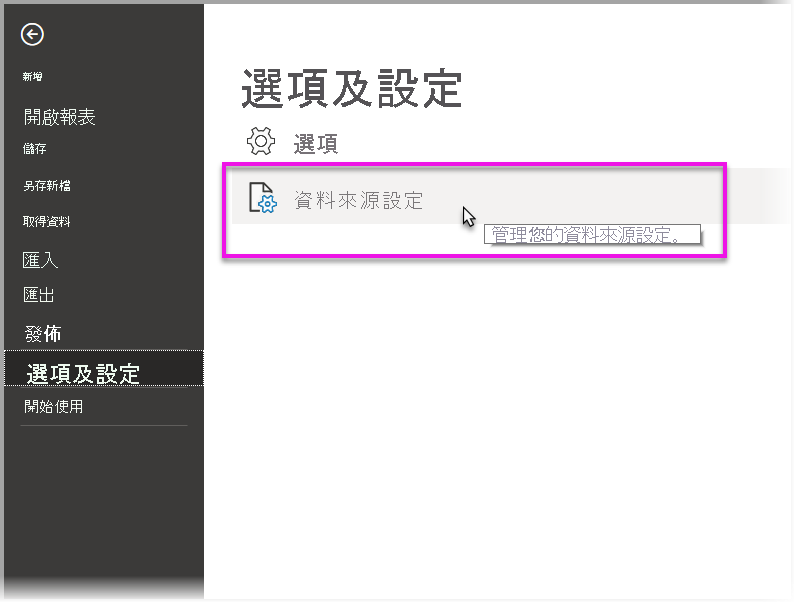 新增
開啟報表
儲存
另存新檔
取得資料
匯入
匯出
發佈
選項及設定
開始使用
選項及設定
選項
資料來源設定
管理您的資料來源設定。